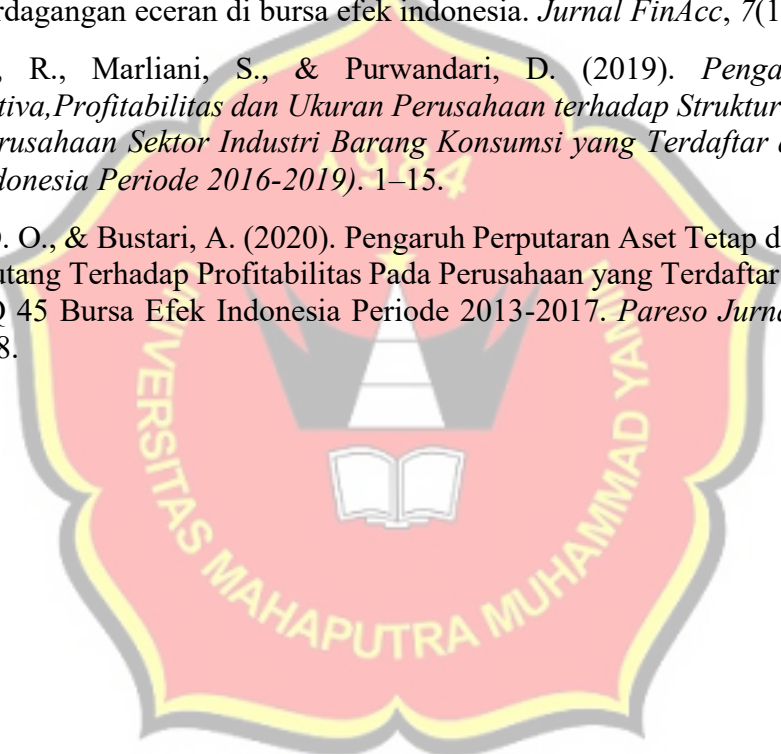 rdagangan eceran di bursa efek indonesia. Jurnal FinAcc, 7(1
, R., Marliani, S., & Purwandari, D. (2019). Penga
tiva,Profitabilitas dan Ukuran Perusahaan terhadap Struktur
rusahaan Sektor Industri Barang Konsumsi yang Terdaftar d
donesia Periode 2016-2019). 1–15.
. O., & Bustari, A. (2020). Pengaruh Perputaran Aset Tetap d
utang Terhadap Profitabilitas Pada Perusahaan yang Terdaftar
Q 45 Bursa Efek Indonesia Periode 2013-2017. Pareso Jurna
8.
1984
UNIVERSITAS MAHAPUTRA MUHAMMAD YAMIN